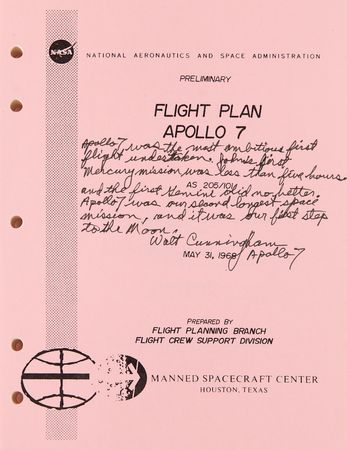 NASA
NATIONAL AERONAUTICS AND SPACE ADMINISTRATION
PRELIMINARY
FLIGHT PLAN
APOLLO 7
Apollo 7 was the most ambitious first
flight undertaken. John's first
Mercury mission was less than five hours
AS 205/101
and the first Gemini did no better.
Apollo 7 was our second longest space
mission, and it was our first step
to the Moon.
Walt Cunningham
MAY 31, 1968 Apollo 7
PREPARED BY
FLIGHT PLANNING BRANCH
FLIGHT CREW SUPPORT DIVISION
MANNED SPACECRAFT CENTER
HOUSTON, TEXAS